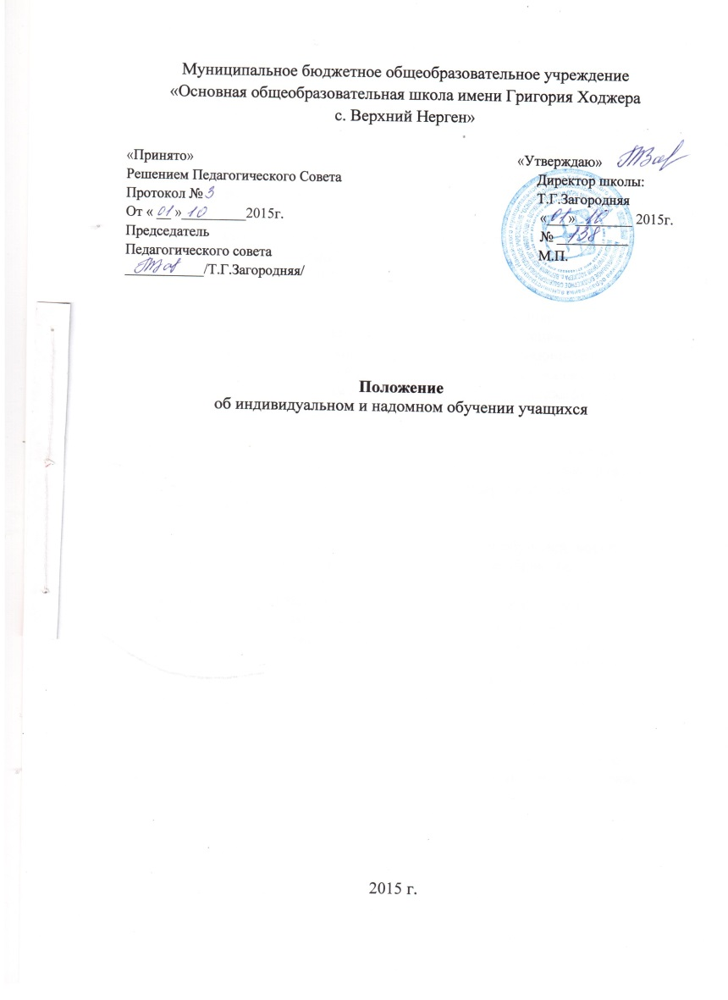 Муниципальное бюджетное общеобразовательное учреждение
«Основная общеобразовательная школа имени Григория Ходжера
с. Верхний Нерген»
«Принято»
Решением Педагогического Совета
Протокол № 3
От « 01 » 10 2015г.
Председатель
Педагогического совета
/Т.Г.Загородняя/
«Утверждаю»
Директор школы:
Т.Г.Загородняя
« 01 » 10 2015г.
№ 138
М.П.
Положение
об индивидуальном и надомном обучении учащихся
2015 г.